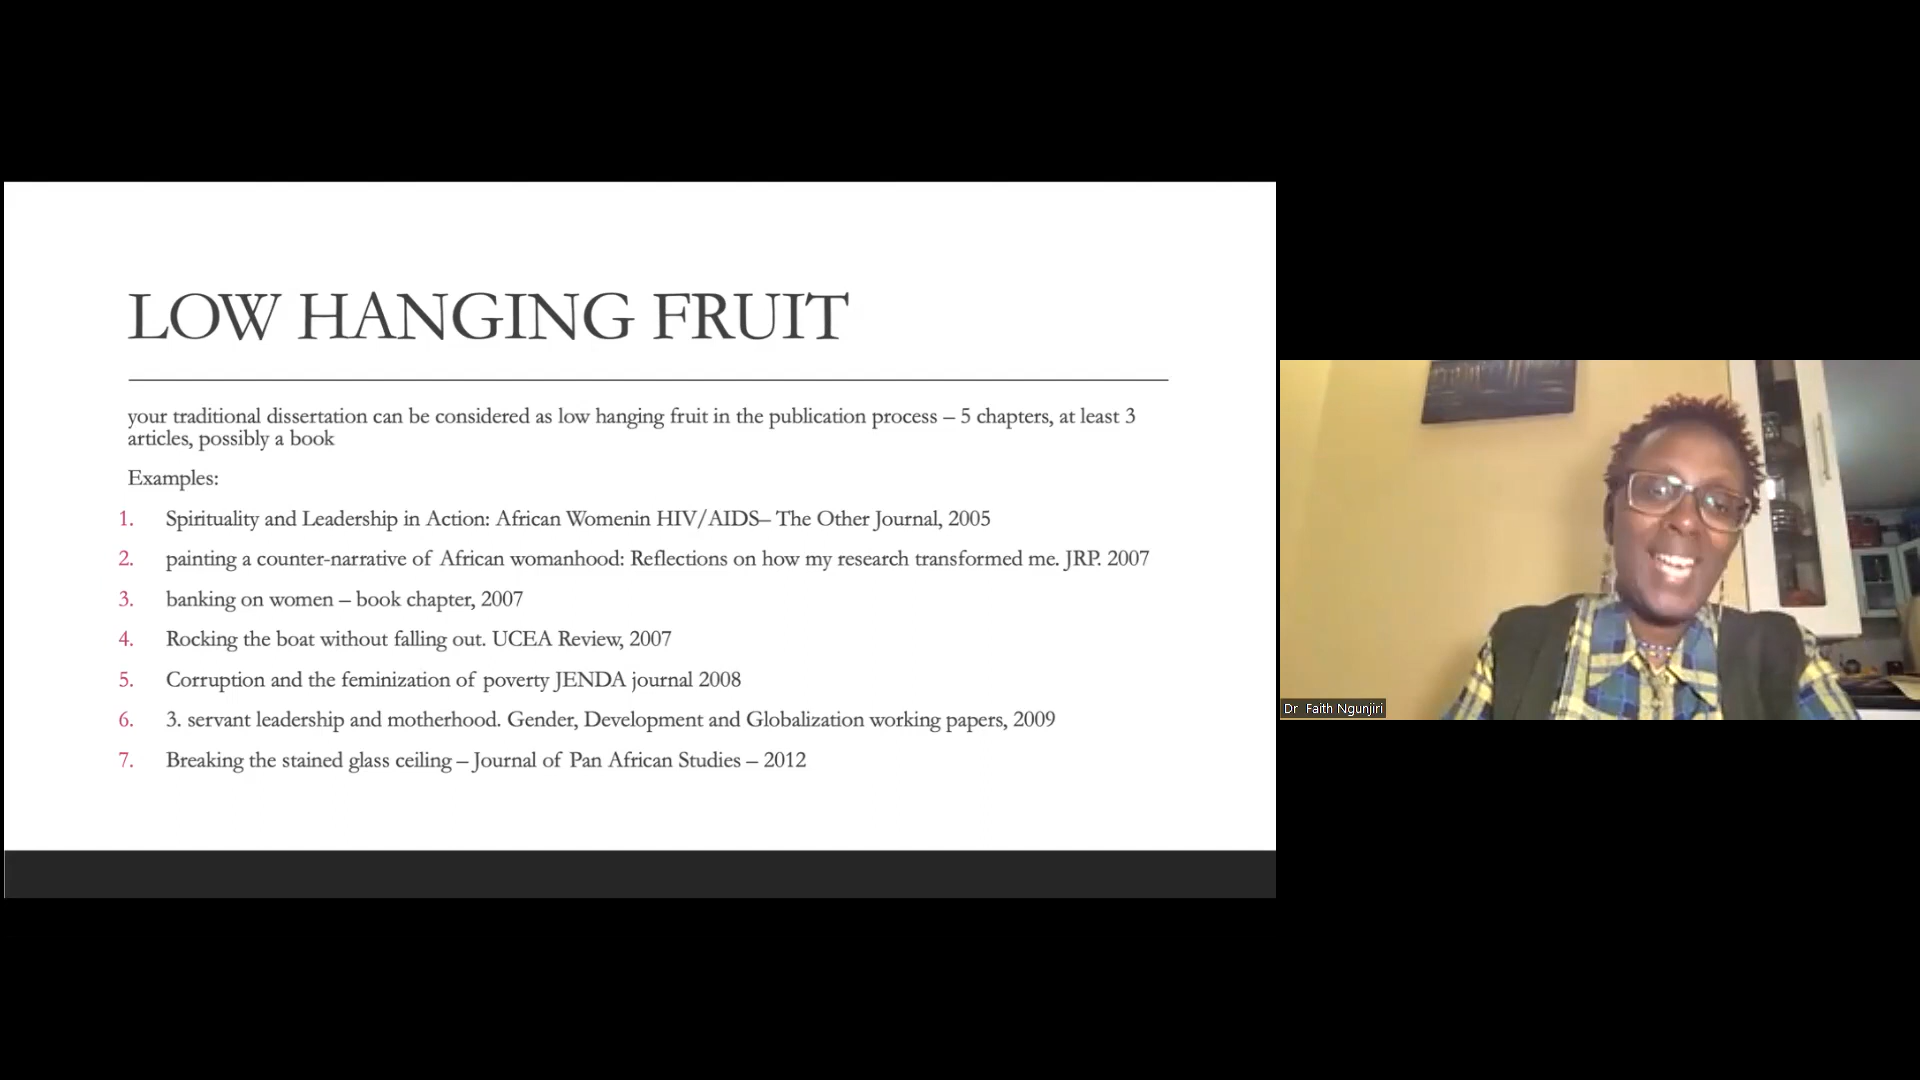 LOW HANGING FRUIT
your traditional dissertation can be considered as low hanging fruit in the publication process – 5 chapters, at least 3
articles, possibly a book
Examples:
1. Spirituality and Leadership in Action: African Womenin HIV/AIDS– The Other Journal, 2005
2. painting a counter-narrative of African womanhood: Reflections on how my research transformed me. JRP. 2007
3. banking on women – book chapter, 2007
4. Rocking the boat without falling out. UCEA Review, 2007
5. Corruption and the feminization of poverty JENDA journal 2008
6. 3. servant leadership and motherhood. Gender, Development and Globalization working papers, 2009
7. Breaking the stained glass ceiling – Journal of Pan African Studies – 2012
Dr Faith Ngunjiri